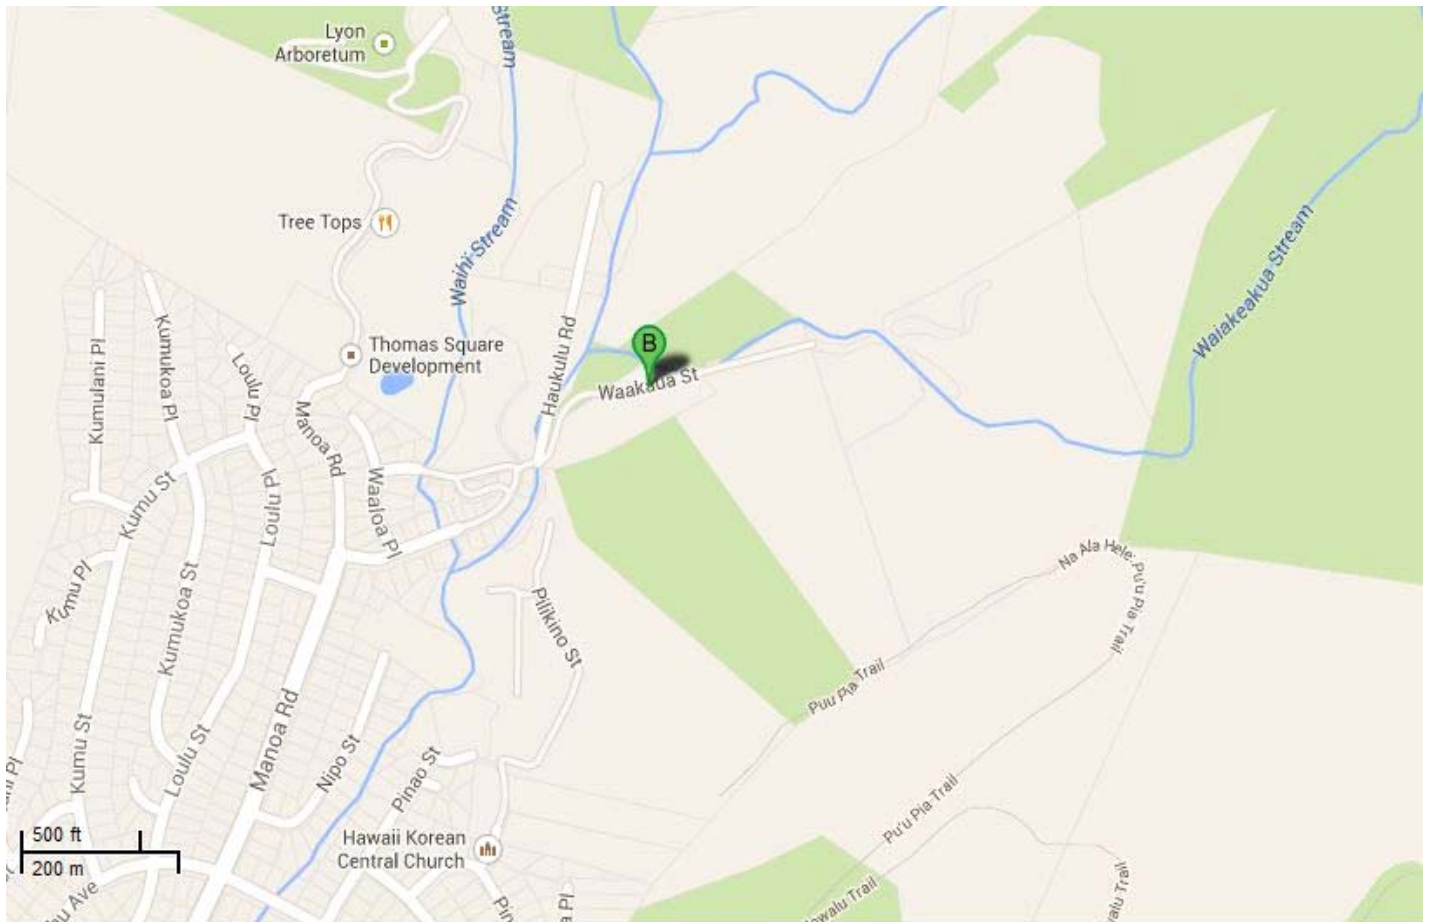 Lyon
Arboretum
Stream
Tree Tops
Waihi Stream
Waiakeakua Stream
Haukulu Rd
Thomas Square
Development
B
Waakaua St
Kumulani Pl
Kumukoa Pl
Loulu Pl
Manoa Rd
Waaloa Pl
Loulu Pl
Kumu St
Kumu Pl
Kumukoa St
Pilikino St
Na Ala Hele: Pu'u Pia Trail
Puu Pia Trail
Manoa Rd
Loulu St
Kumu St
Nipo St
Pinao St
Pu'u Pia Trail
500 ft
200 m
Hawaii Korean
Central Church